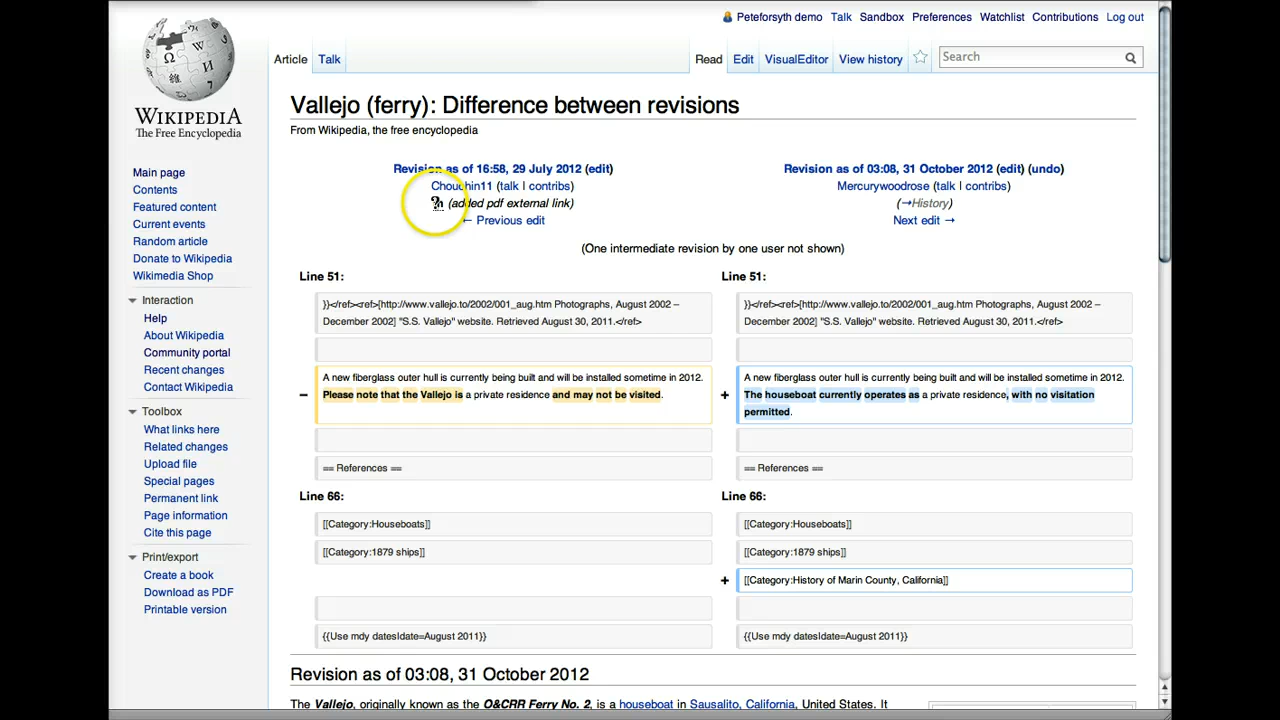 Peteforsyth demo Talk Sandbox Preferences Watchlist Contributions Log out
Article Talk Read Edit VisualEditor View history Search
WIKIPEDIA
The Free Encyclopedia
Main page
Contents
Featured content
Current events
Random article
Donate to Wikipedia
Wikimedia Shop
Interaction
Help
About Wikipedia
Community portal
Recent changes
Contact Wikipedia
Toolbox
What links here
Related changes
Upload file
Special pages
Permanent link
Page information
Cite this page
Print/export
Create a book
Download as PDF
Printable version
Vallejo (ferry): Difference between revisions
From Wikipedia, the free encyclopedia
Revision as of 16:58, 29 July 2012 (edit)
Chouchin11 (talk | contribs)
(added pdf external link)
← Previous edit
Revision as of 03:08, 31 October 2012 (edit) (undo)
Mercurywoodrose (talk | contribs)
(→History)
Next edit →
(One intermediate revision by one user not shown)
Line 51:
}}</ref><ref>[http://www.vallejo.to/2002/001_aug.htm Photographs, August 2002 –
December 2002] "S.S. Vallejo" website. Retrieved August 30, 2011.</ref>
A new fiberglass outer hull is currently being built and will be installed sometime in 2012.
− Please note that the Vallejo is a private residence and may not be visited.
== References ==
Line 51:
}}</ref><ref>[http://www.vallejo.to/2002/001_aug.htm Photographs, August 2002 –
December 2002] "S.S. Vallejo" website. Retrieved August 30, 2011.</ref>
A new fiberglass outer hull is currently being built and will be installed sometime in 2012.
+ The houseboat currently operates as a private residence, with no visitation
permitted.
== References ==
Line 66:
[[Category:Houseboats]]
[[Category:1879 ships]]
{{Use mdy dates|date=August 2011}}
Line 66:
[[Category:Houseboats]]
[[Category:1879 ships]]
+ [[Category:History of Marin County, California]]
{{Use mdy dates|date=August 2011}}
Revision as of 03:08, 31 October 2012
The Vallejo, originally known as the O&CRR Ferry No. 2, is a houseboat in Sausalito, California, United States. It